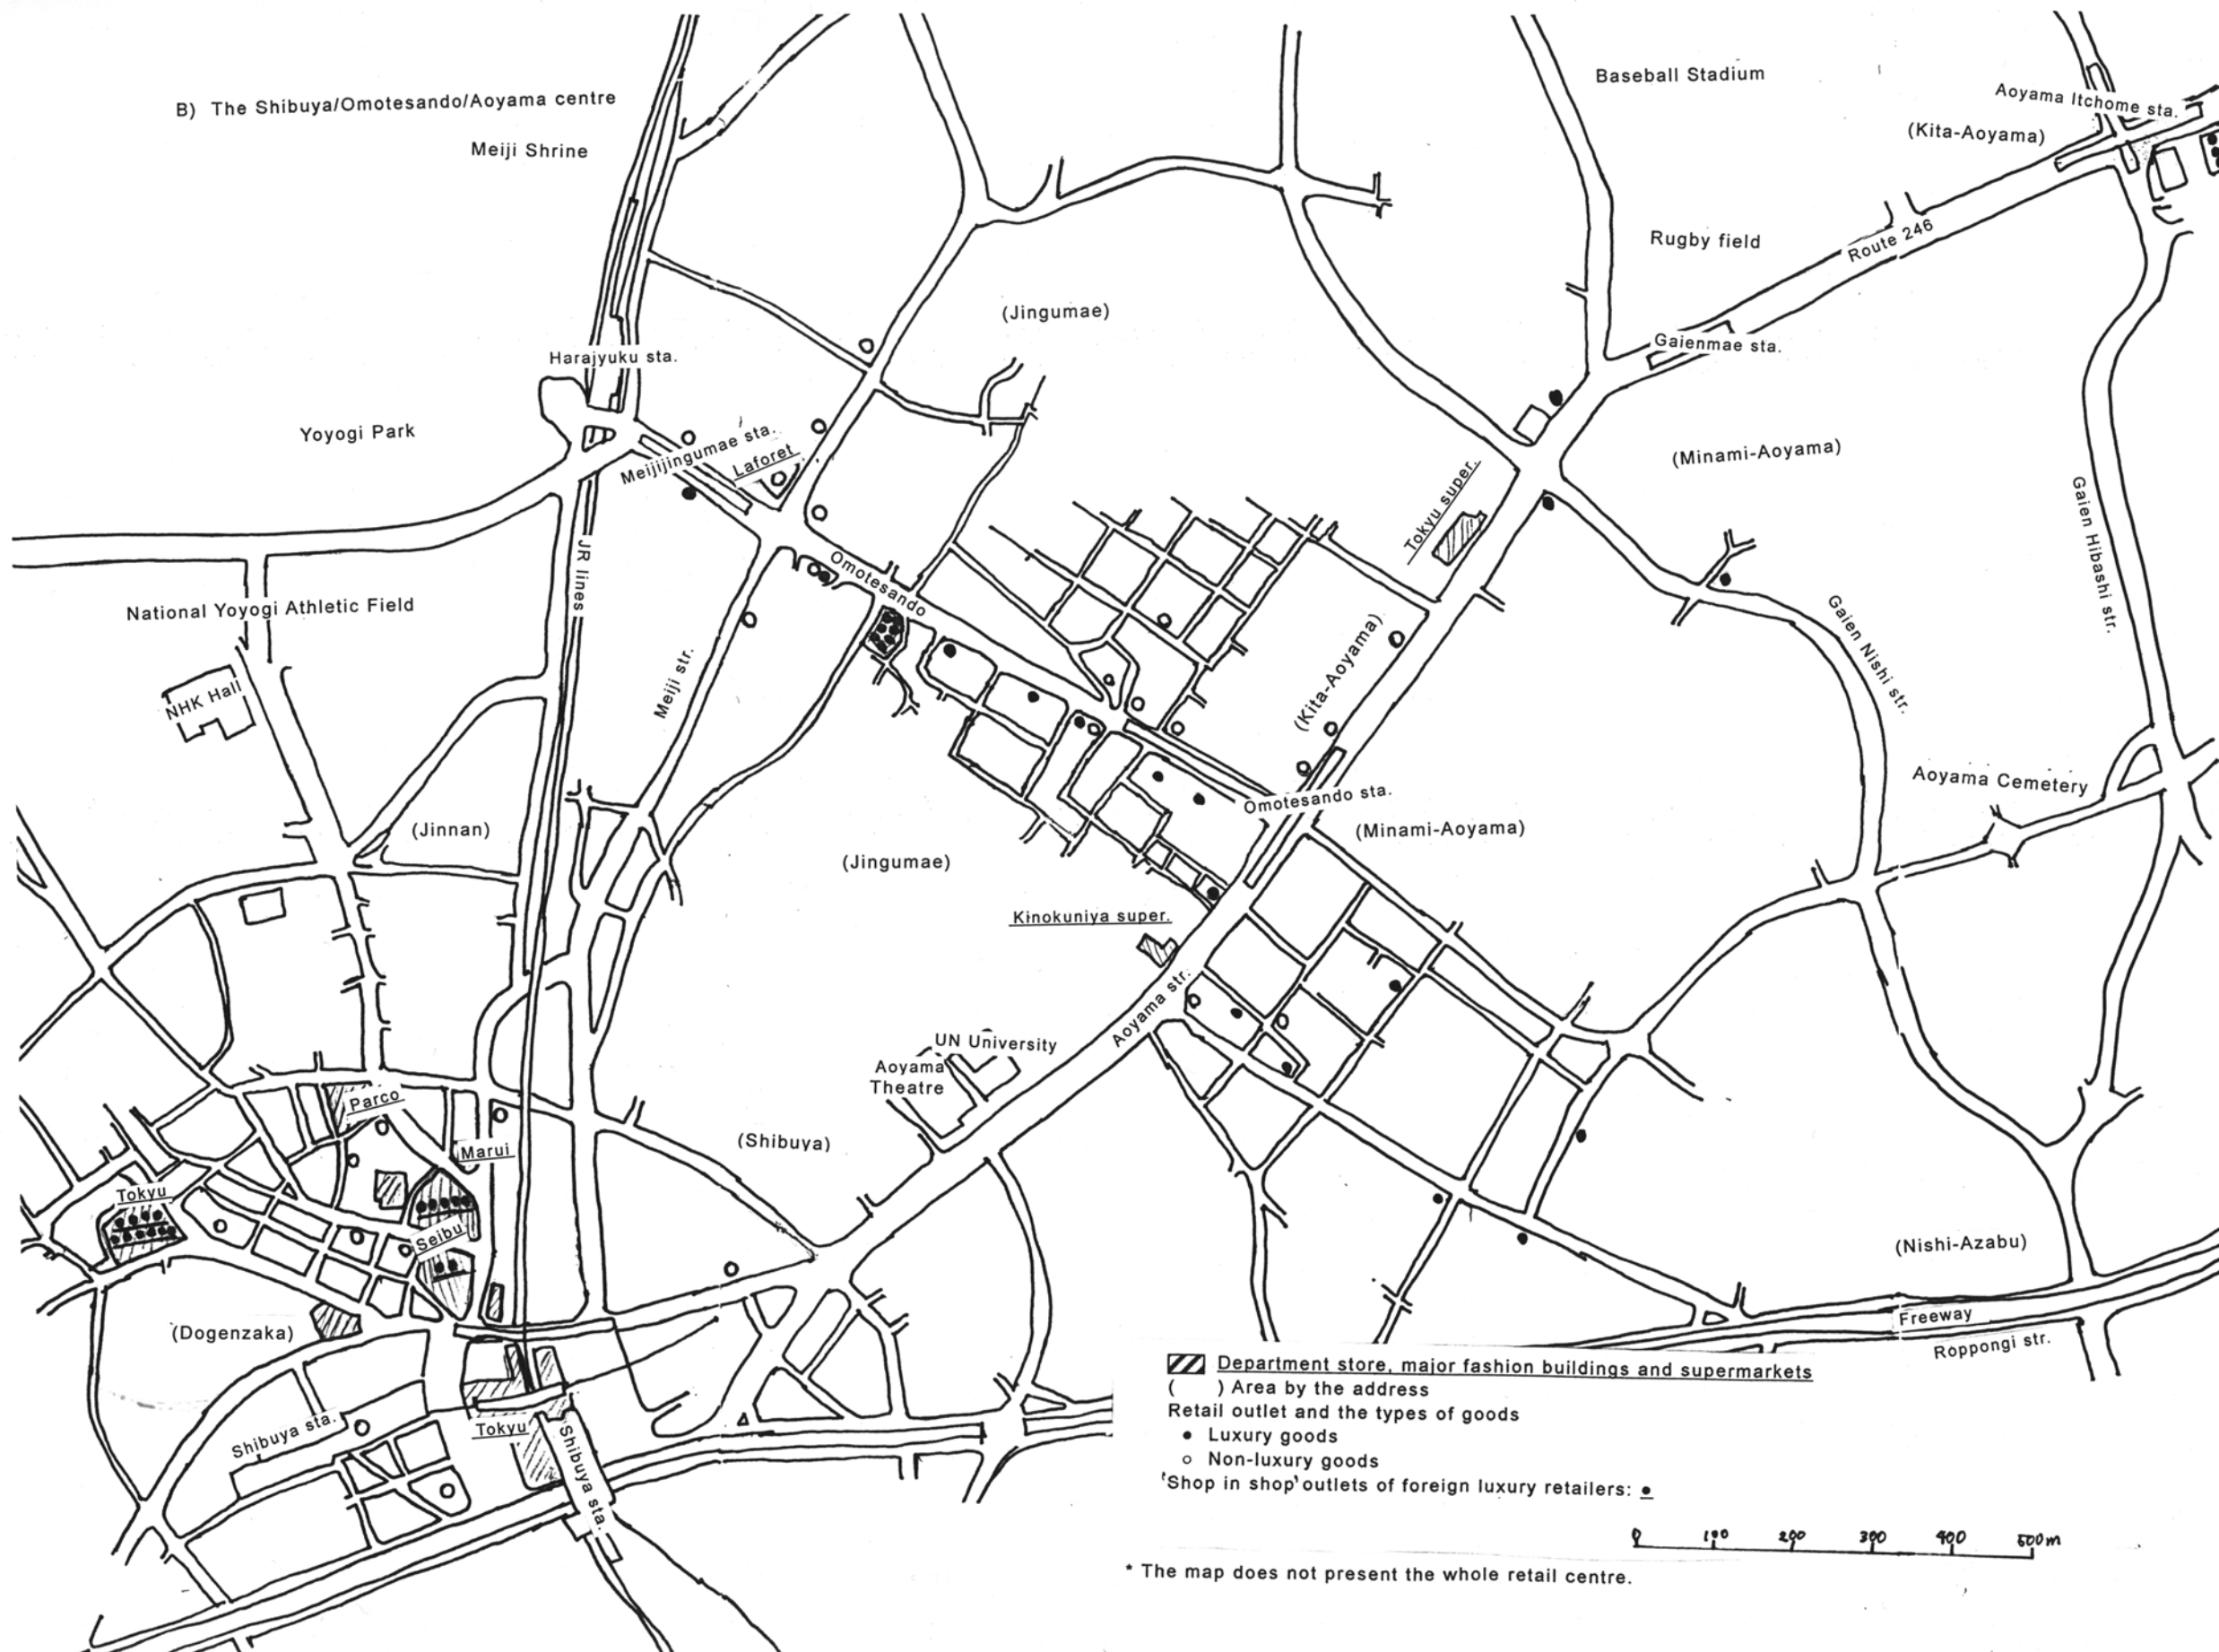 B) The Shibuya/Omotesando/Aoyama centre
Meiji Shrine
Baseball Stadium
Aoyama Itchome sta.
(Kita-Aoyama)
Rugby field
Route 246
(Jingumae)
Gaienmae sta.
Harajyuku sta.
Yoyogi Park
Meijijingumae sta.
Laforet
(Minami-Aoyama)
Tokyu super.
Gaien Hibashi str.
JR lines
Omotesando
National Yoyogi Athletic Field
Gaien Nishi str.
(Kita-Aoyama)
Meiji str.
NHK Hall
Aoyama Cemetery
Omotesando sta.
(Jinnan)
(Minami-Aoyama)
(Jingumae)
Kinokuniya super.
Aoyama str.
UN University
Aoyama
Theatre
Parco
(Shibuya)
Marui
Tokyu
Seibu
(Nishi-Azabu)
(Dogenzaka)
Freeway
Roppongi str.
Shibuya sta.
Tokyu
Shibuya sta.
Department store, major fashion buildings and supermarkets
( ) Area by the address
Retail outlet and the types of goods
● Luxury goods
○ Non-luxury goods
'Shop in shop' outlets of foreign luxury retailers: ●
0 100 200 300 400 500m
* The map does not present the whole retail centre.